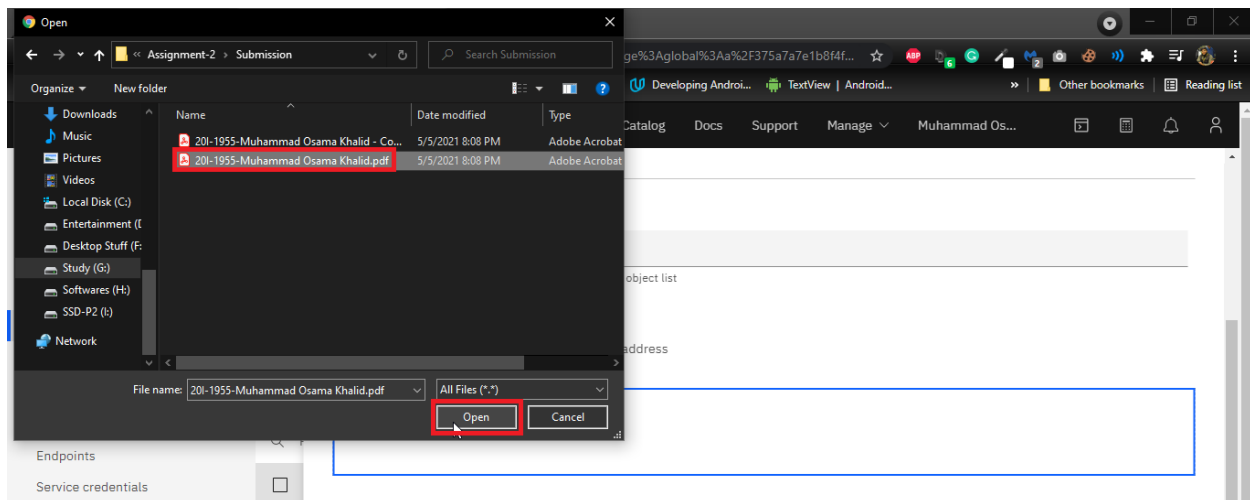 Open
« Assignment-2 › Submission
Search Submission
ge%3Aglobal%3Aa%2F375a7a7e1b8f4f...
ABP
6
G
2
Organize
New folder
Developing Androi...
TextView | Android...
»
Other bookmarks
Reading list
Downloads
Music
Pictures
Videos
Local Disk (C:)
Entertainment (D
Desktop Stuff (F:
Study (G:)
Softwares (H:)
SSD-P2 (I:)
Network
Name
Date modified
Type
20I-1955-Muhammad Osama Khalid - Co...
5/5/2021 8:08 PM
Adobe Acrobat
20I-1955-Muhammad Osama Khalid.pdf
5/5/2021 8:08 PM
Adobe Acrobat
Catalog
Docs
Support
Manage
Muhammad Os...
object list
address
File name:
20I-1955-Muhammad Osama Khalid.pdf
All Files (*.*)
Open
Cancel
Endpoints
Service credentials